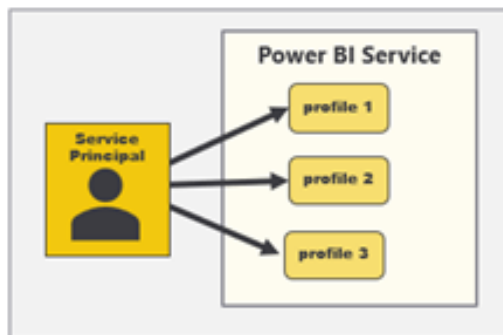 Power BI Service
Service
Principal
profile 1
profile 2
profile 3